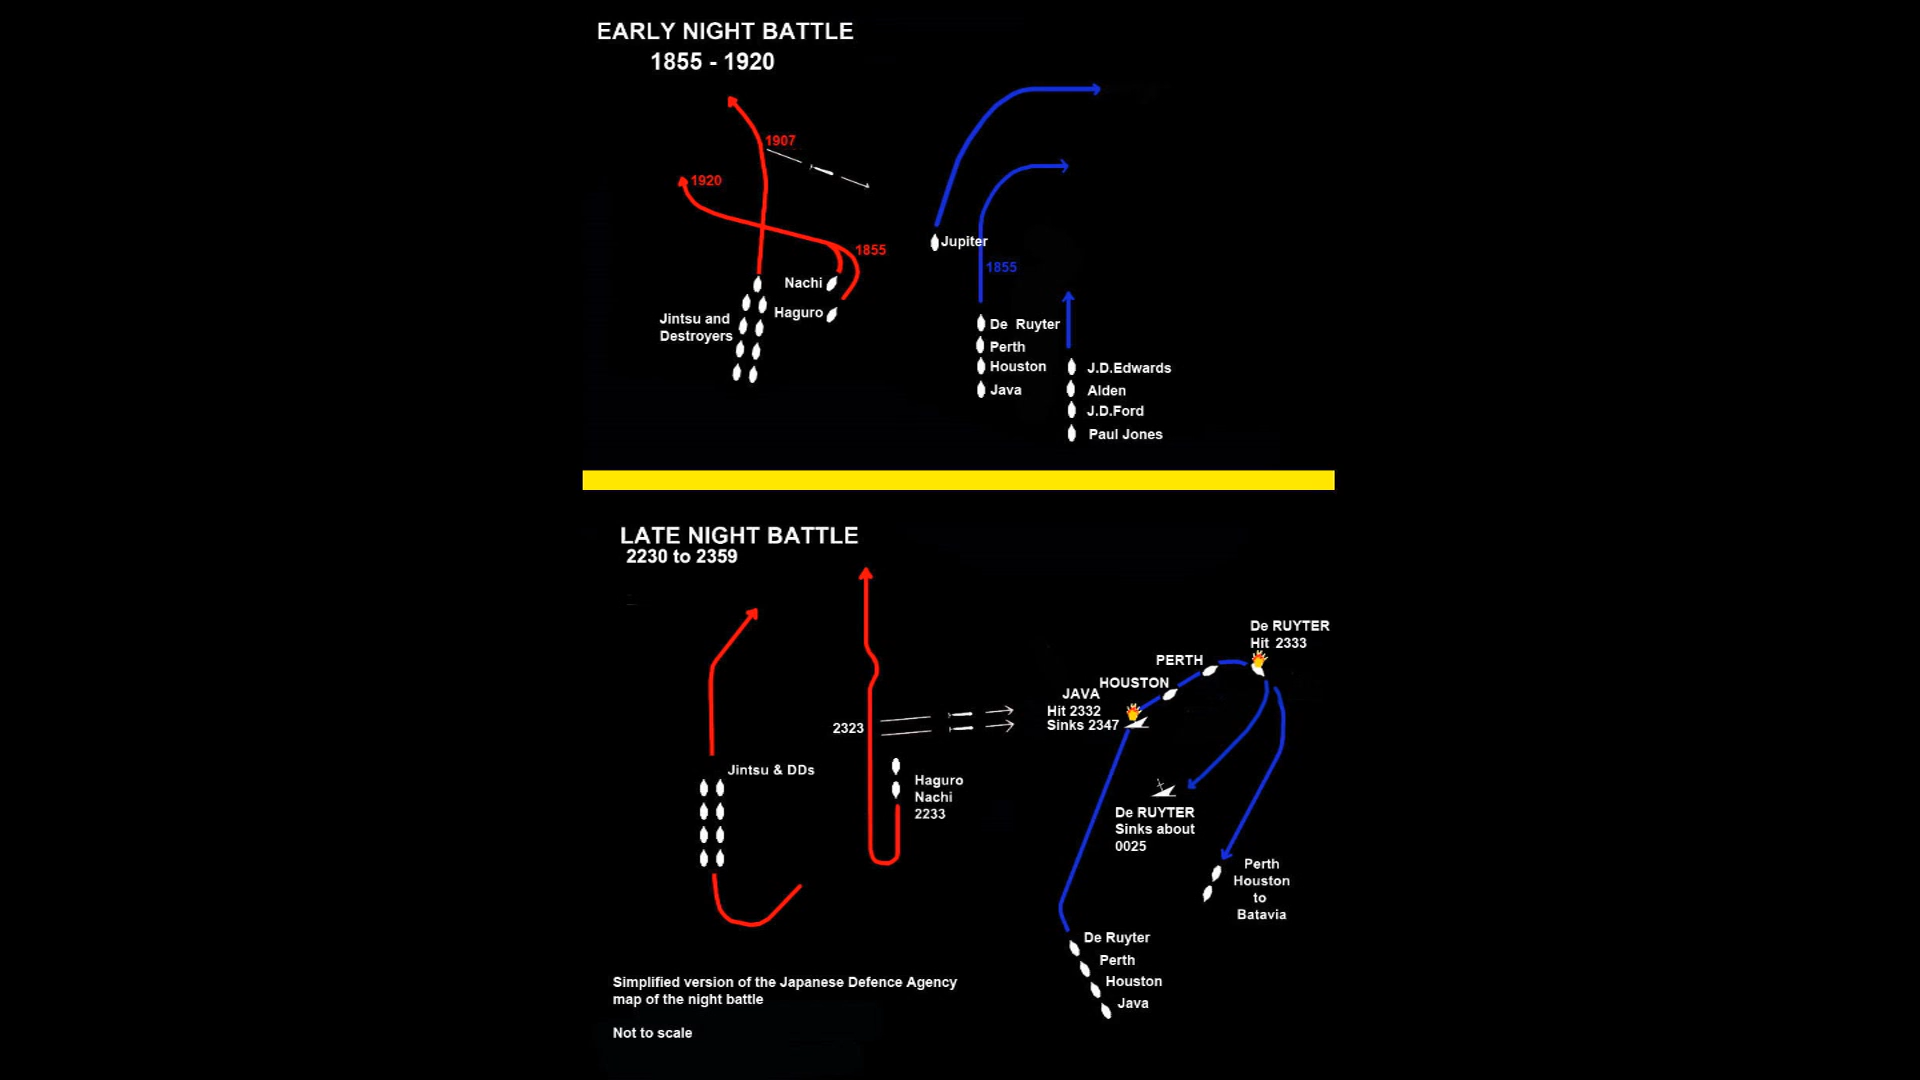 EARLY NIGHT BATTLE
1855 - 1920
1907
1920
1855
Jupiter
1855
Nachi
Haguro
Jintsu and
Destroyers
De Ruyter
Perth
Houston
Java
J.D.Edwards
Alden
J.D.Ford
Paul Jones
LATE NIGHT BATTLE
2230 to 2359
De RUYTER
Hit 2333
PERTH
HOUSTON
JAVA
Hit 2332
Sinks 2347
2323
Jintsu & DDs
Haguro
Nachi
2233
De RUYTER
Sinks about
0025
Perth
Houston
to
Batavia
De Ruyter
Perth
Houston
Java
Simplified version of the Japanese Defence Agency
map of the night battle
Not to scale